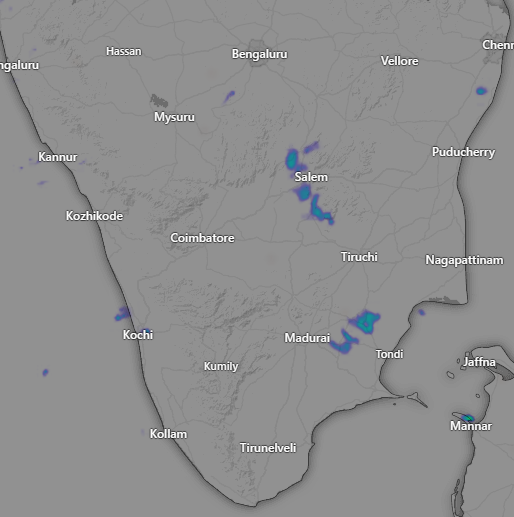 Hassan
Bengaluru
Chenn
ngaluru
Vellore
Mysuru
Kannur
Puducherry
Salem
Kozhikode
Coimbatore
Tiruchi
Nagapattinam
Kochi
Madurai
Tondi
Kumily
Jaffna
Mannar
Kollam
Tirunelveli